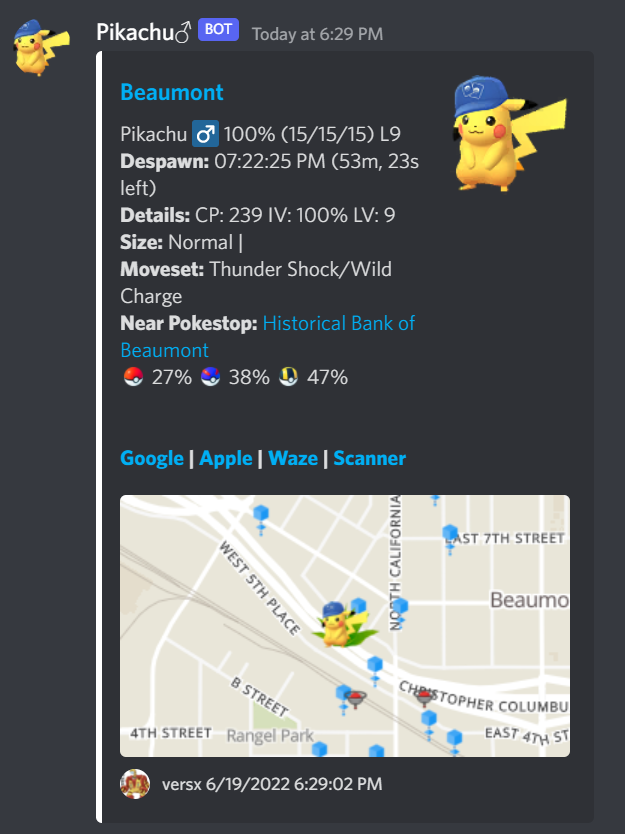 Pikachu♂ BOT Today at 6:29 PM
Beaumont
Pikachu ♂ 100% (15/15/15) L9
Despawn: 07:22:25 PM (53m, 23s
left)
Details: CP: 239 IV: 100% LV: 9
Size: Normal |
Moveset: Thunder Shock/Wild
Charge
Near Pokestop: Historical Bank of
Beaumont
27% 38% 47%
Google | Apple | Waze | Scanner
EAST 7TH STREET
WEST 5TH PLACE
NORTH CALIFORNIA
Beaumo
B STREET
CHRISTOPHER COLUMBU
4TH STREET
Rangel Park
EAST 4TH ST
versx 6/19/2022 6:29:02 PM